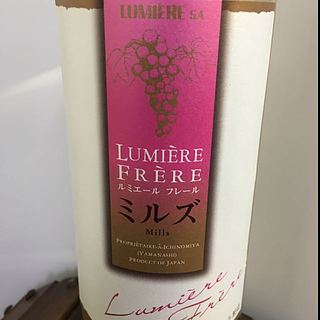 LUMIÈRE S.A.
LUMIÈRE
FRÈRE
ルミエール フレール
ミルズ
Mills
PROPRIÉTAIRE-À-ICHINOMIYA
(YAMANASHI)
PRODUCT OF JAPAN
Lumière
Frère